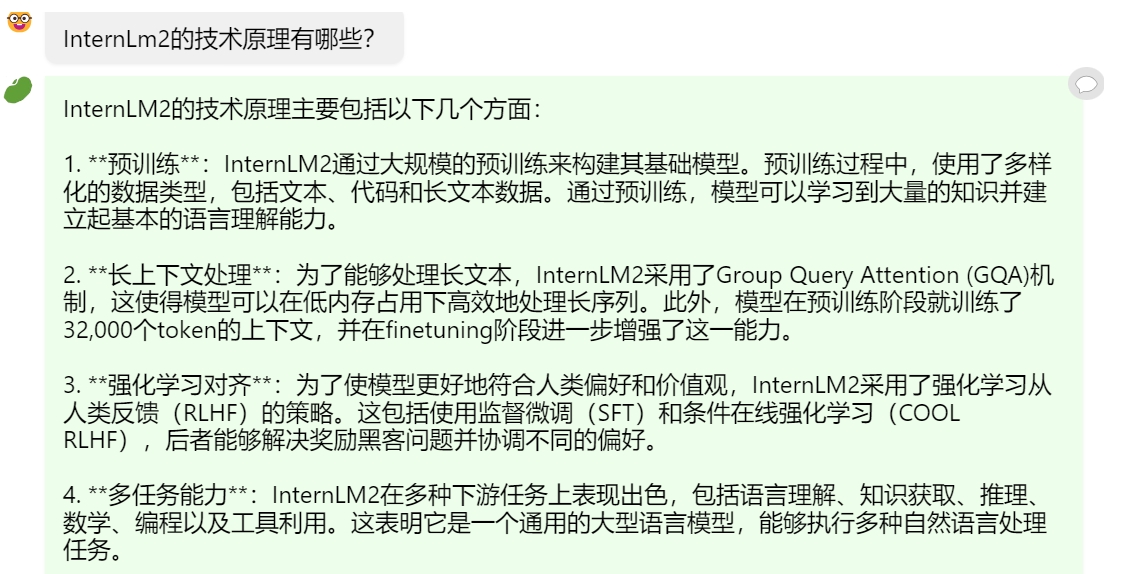 InternLm2的技术原理有哪些？
InternLM2的技术原理主要包括以下几个方面：
1. **预训练**：InternLM2通过大规模的预训练来构建其基础模型。预训练过程中，使用了多样
化的数据类型，包括文本、代码和长文本数据。通过预训练，模型可以学习到大量的知识并建
立起基本的语言理解能力。
2. **长上下文处理**：为了能够处理长文本，InternLM2采用了Group Query Attention (GQA)机
制，这使得模型可以在低内存占用下高效地处理长序列。此外，模型在预训练阶段就训练了
32,000个token的上下文，并在finetuning阶段进一步增强了这一能力。
3. **强化学习对齐**：为了使模型更好地符合人类偏好和价值观，InternLM2采用了强化学习从
人类反馈（RLHF）的策略。这包括使用监督微调（SFT）和条件在线强化学习（COOL
RLHF），后者能够解决奖励黑客问题并协调不同的偏好。
4. **多任务能力**：InternLM2在多种下游任务上表现出色，包括语言理解、知识获取、推理、
数学、编程以及工具利用。这表明它是一个通用的大型语言模型，能够执行多种自然语言处理
任务。